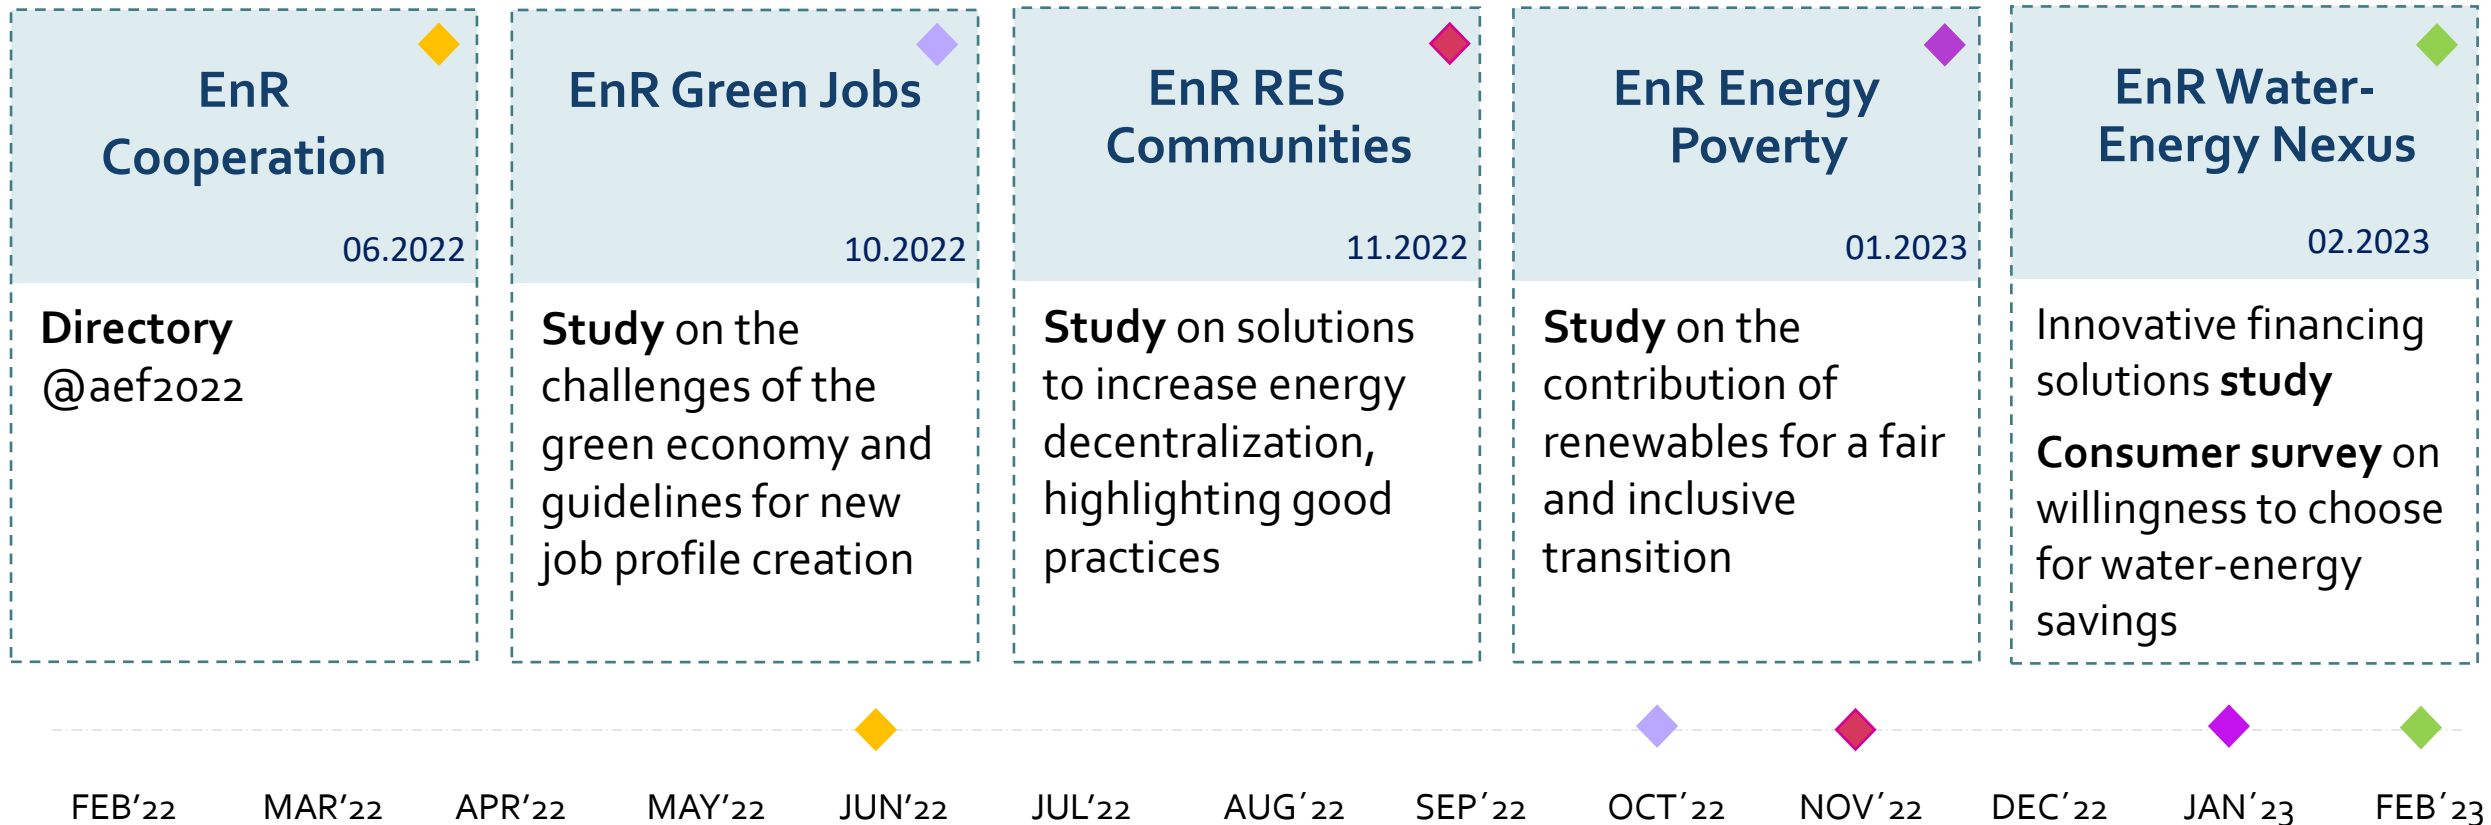 EnR
Cooperation
06.2022
Directory
@aef2022
EnR Green Jobs
10.2022
Study on the
challenges of the
green economy and
guidelines for new
job profile creation
EnR RES
Communities
11.2022
Study on solutions
to increase energy
decentralization,
highlighting good
practices
EnR Energy
Poverty
01.2023
Study on the
contribution of
renewables for a fair
and inclusive
transition
EnR Water-
Energy Nexus
02.2023
Innovative financing
solutions study
Consumer survey on
willingness to choose
for water-energy
savings
FEB’22 MAR’22 APR’22 MAY’22 JUN’22 JUL’22 AUG´22 SEP´22 OCT´22 NOV´22 DEC´22 JAN´23 FEB´23